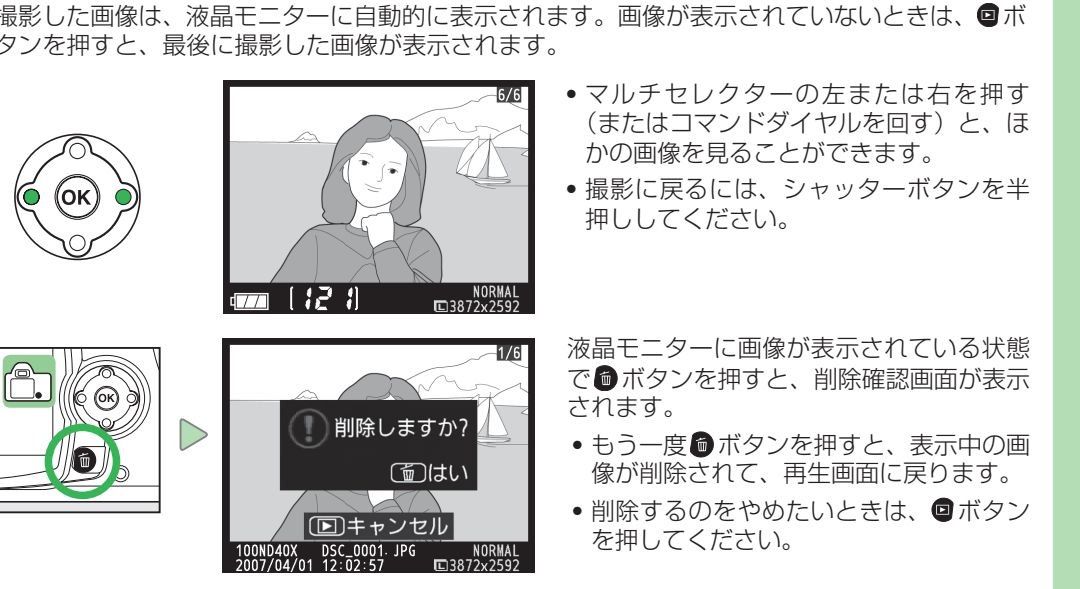 撮影した画像は、液晶モニターに自動的に表示されます。画像が表示されていないときは、ボ
タンを押すと、最後に撮影した画像が表示されます。
OK
6/6
[121]
NORMAL
L 3872x2592
• マルチセレクターの左または右を押す
（またはコマンドダイヤルを回す）と、ほ
かの画像を見ることができます。
• 撮影に戻るには、シャッターボタンを半
押ししてください。
OK
1/6
削除しますか?
はい
キャンセル
100ND40X DSC_0001.JPG NORMAL
2007/04/01 12:02:57 L 3872x2592
液晶モニターに画像が表示されている状態
でボタンを押すと、削除確認画面が表示
されます。
• もう一度ボタンを押すと、表示中の画
像が削除されて、再生画面に戻ります。
• 削除するのをやめたいときは、ボタン
を押してください。